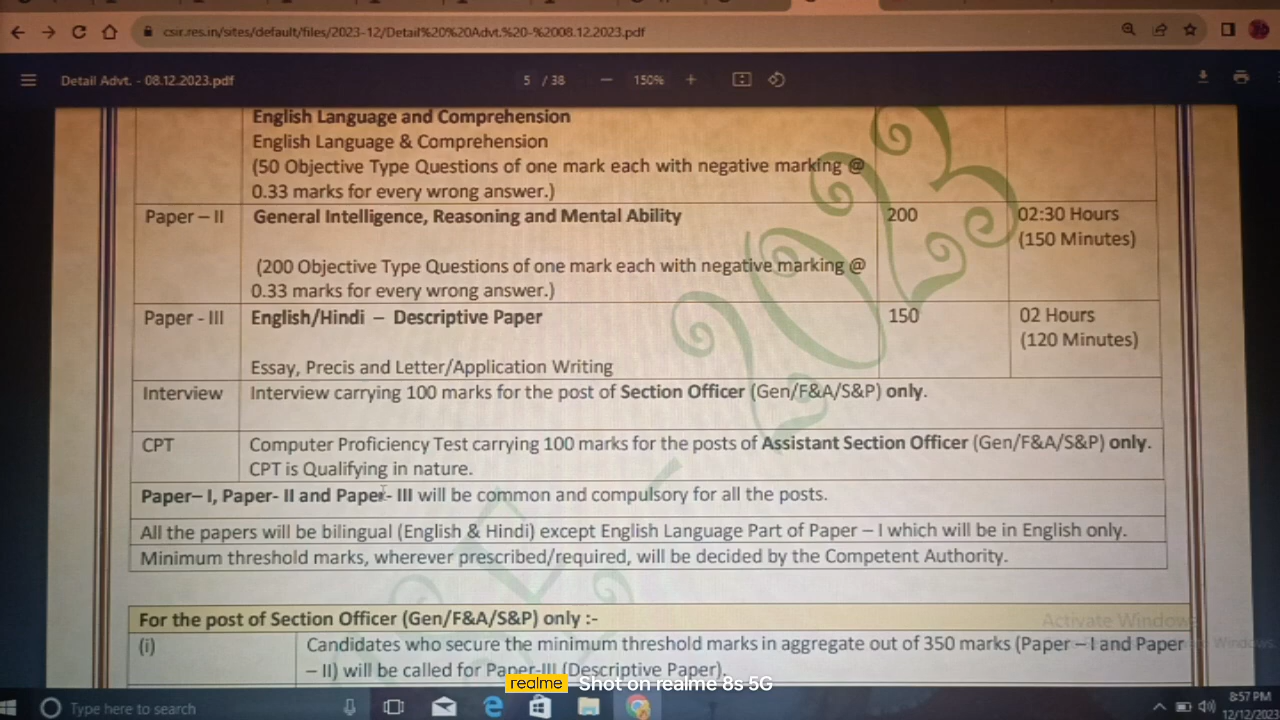 csir.res.in/sites/default/files/2023-12/Detail%20%20Advt.%20-%2008.12.2023.pdf
Detail Advt. - 08.12.2023.pdf
5 / 38
150%
English Language and Comprehension
English Language & Comprehension
(50 Objective Type Questions of one mark each with negative marking @
0.33 marks for every wrong answer.)
Paper – II General Intelligence, Reasoning and Mental Ability 200 02:30 Hours
(150 Minutes)
(200 Objective Type Questions of one mark each with negative marking @
0.33 marks for every wrong answer.)
Paper - III English/Hindi – Descriptive Paper 150 02 Hours
(120 Minutes)
Essay, Precis and Letter/Application Writing
Interview Interview carrying 100 marks for the post of Section Officer (Gen/F&A/S&P) only.
CPT Computer Proficiency Test carrying 100 marks for the posts of Assistant Section Officer (Gen/F&A/S&P) only.
CPT is Qualifying in nature.
Paper– I, Paper- II and Paper- III will be common and compulsory for all the posts.
All the papers will be bilingual (English & Hindi) except English Language Part of Paper – I which will be in English only.
Minimum threshold marks, wherever prescribed/required, will be decided by the Competent Authority.
For the post of Section Officer (Gen/F&A/S&P) only :-
Activate Windows
(i) Candidates who secure the minimum threshold marks in aggregate out of 350 marks (Paper – I and Paper
– II) will be called for Paper-III (Descriptive Paper).
2023
realme Shot on realme 8s 5G
Type here to search
8:57 PM
12/12/2023